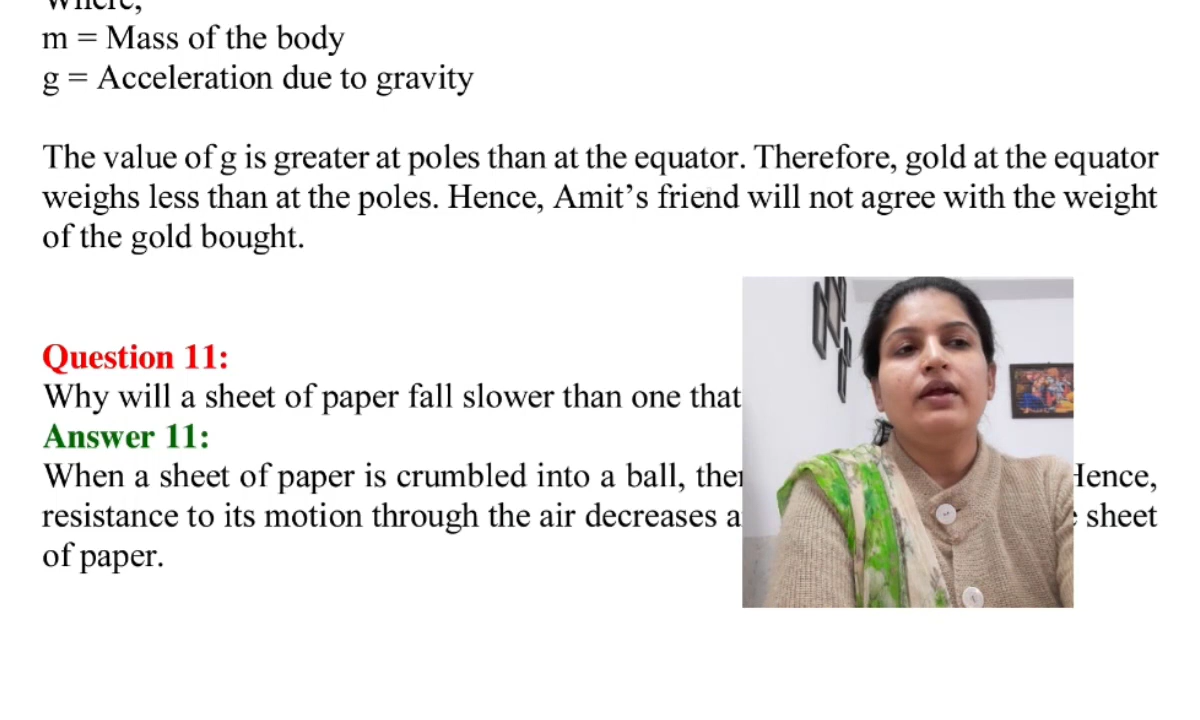 m = Mass of the body
g = Acceleration due to gravity
The value of g is greater at poles than at the equator. Therefore, gold at the equator
weighs less than at the poles. Hence, Amit’s friend will not agree with the weight
of the gold bought.
Question 11:
Why will a sheet of paper fall slower than one that
Answer 11:
When a sheet of paper is crumbled into a ball, Hence,
resistance to its motion through the air decreases sheet
of paper.